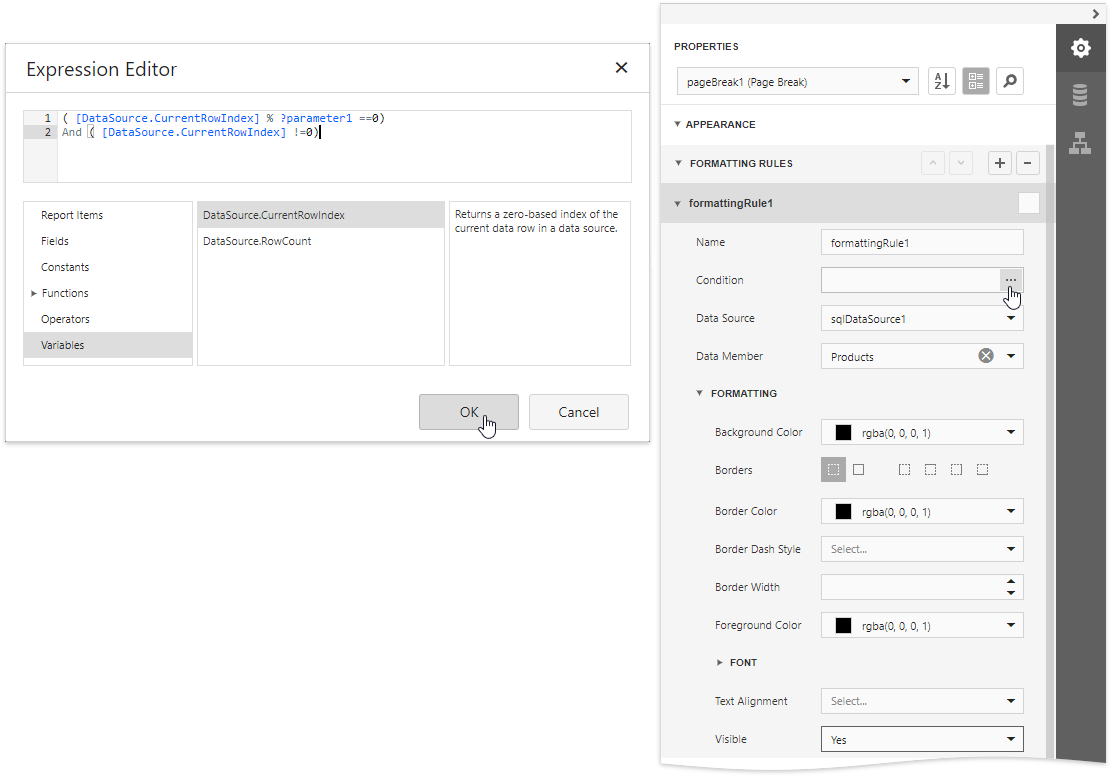 Expression Editor
1 ( [DataSource.CurrentRowIndex] % ?parameter1 ==0)
2 And ( [DataSource.CurrentRowIndex] !=0)
Report Items
Fields
Constants
Functions
Operators
Variables
DataSource.CurrentRowIndex
DataSource.RowCount
Returns a zero-based index of the
current data row in a data source.
OK
Cancel
PROPERTIES
pageBreak1 (Page Break)
APPEARANCE
FORMATTING RULES
formattingRule1
Name
formattingRule1
Condition
...
Data Source
sqlDataSource1
Data Member
Products
FORMATTING
Background Color
rgba(0, 0, 0, 1)
Borders
Border Color
rgba(0, 0, 0, 1)
Border Dash Style
Select...
Border Width
Foreground Color
rgba(0, 0, 0, 1)
FONT
Text Alignment
Select...
Visible
Yes